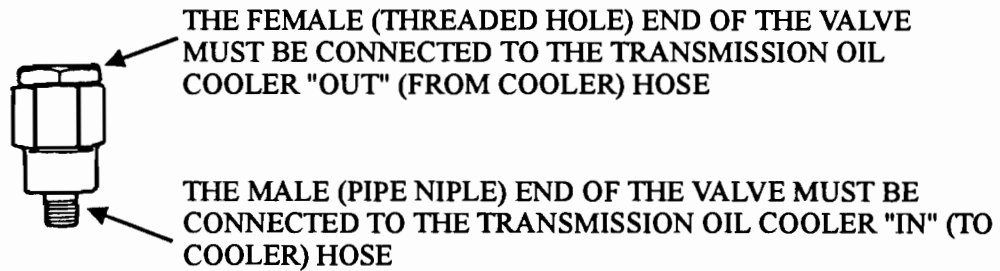 THE FEMALE (THREADED HOLE) END OF THE VALVE
MUST BE CONNECTED TO THE TRANSMISSION OIL
COOLER "OUT" (FROM COOLER) HOSE
THE MALE (PIPE NIPLE) END OF THE VALVE MUST BE
CONNECTED TO THE TRANSMISSION OIL COOLER "IN" (TO
COOLER) HOSE